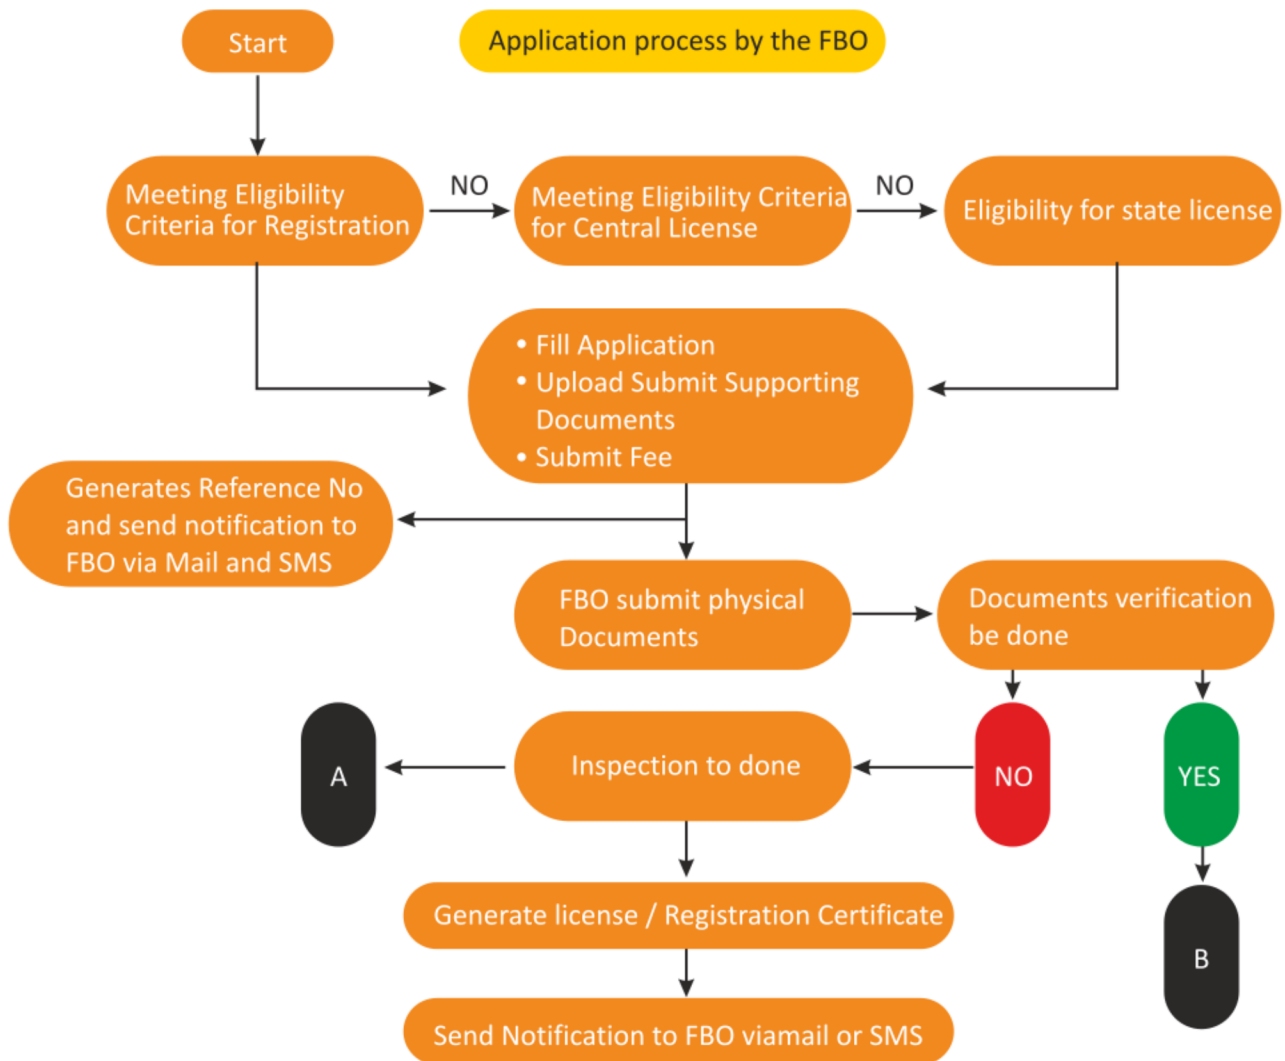 Start
Application process by the FBO
Meeting Eligibility
Criteria for Registration
NO
Meeting Eligibility Criteria
for Central License
NO
Eligibility for state license
• Fill Application
• Upload Submit Supporting
Documents
• Submit Fee
Generates Reference No
and send notification to
FBO via Mail and SMS
FBO submit physical
Documents
Documents verification
be done
A
Inspection to done
NO
YES
Generate license / Registration Certificate
B
Send Notification to FBO viamail or SMS